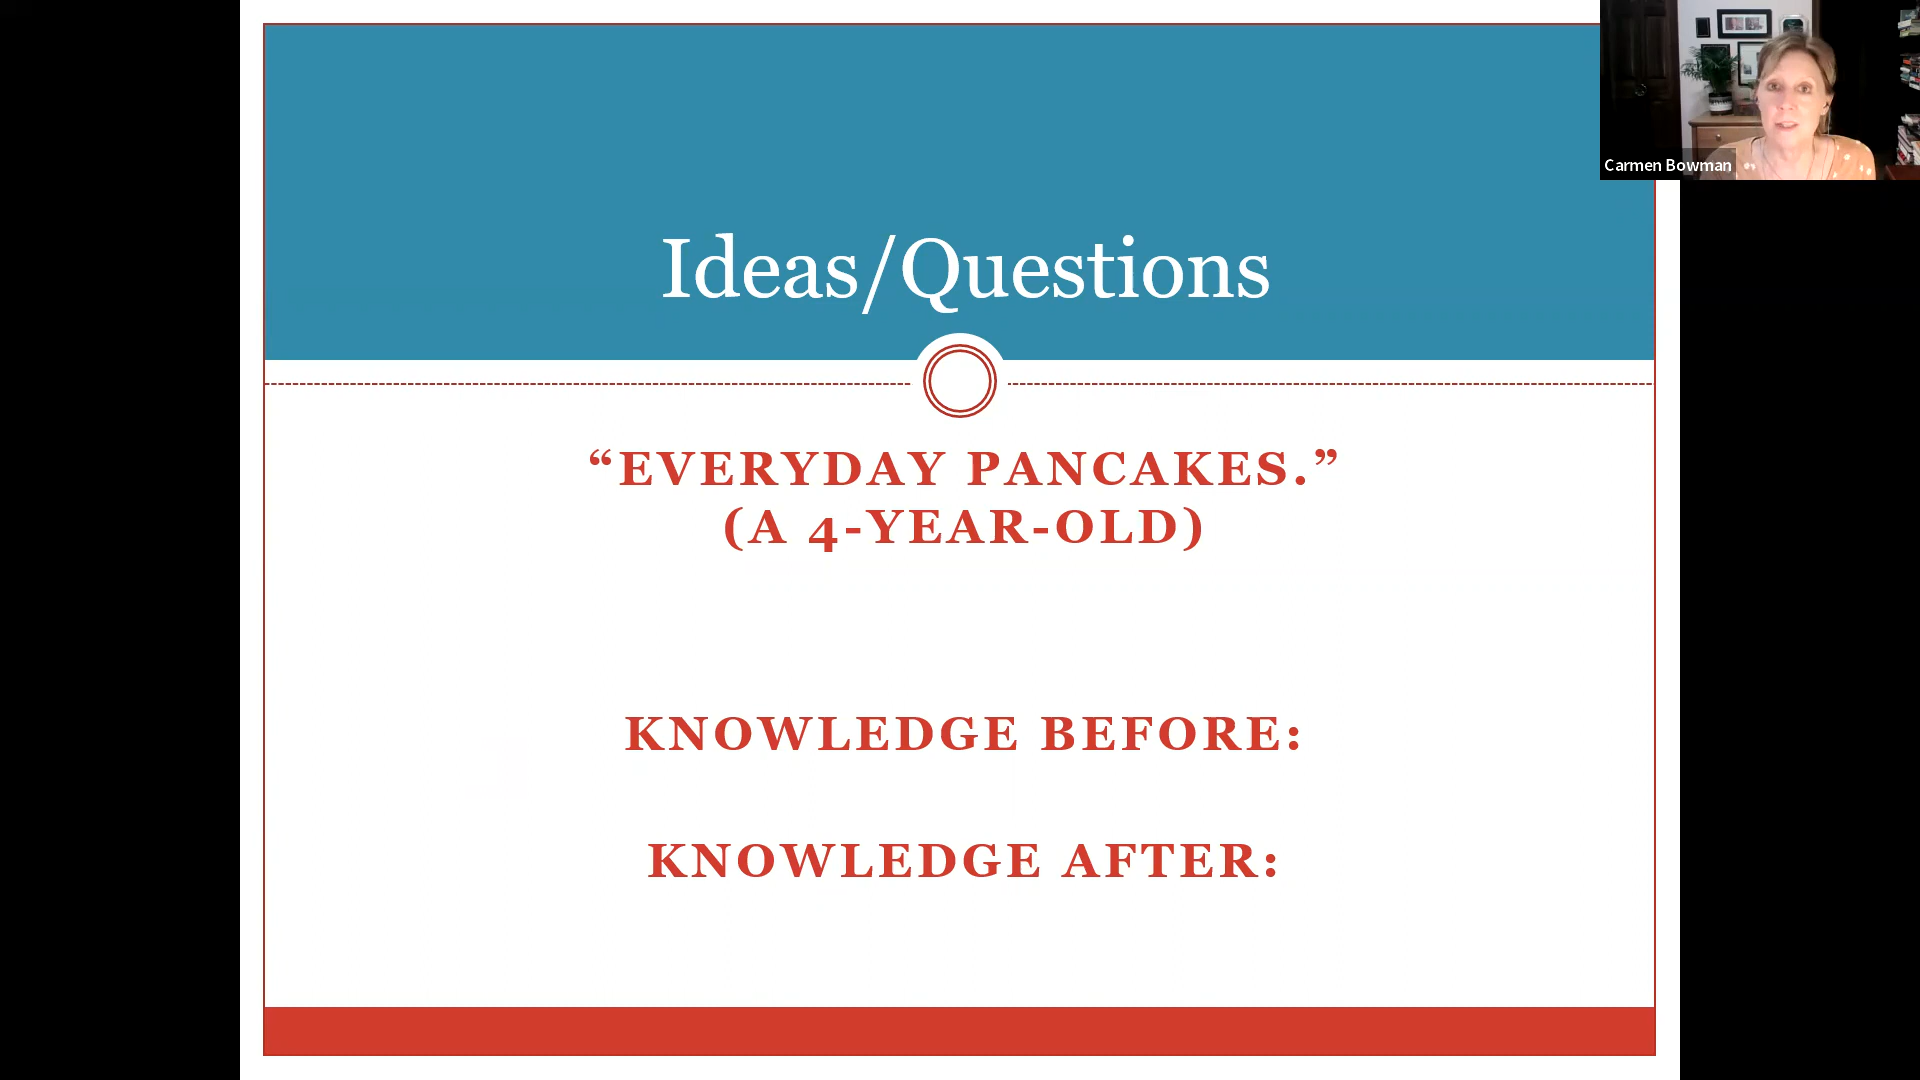 Carmen Bowman
Ideas/Questions
“EVERYDAY PANCAKES.”
(A 4-YEAR-OLD)
KNOWLEDGE BEFORE:
KNOWLEDGE AFTER: